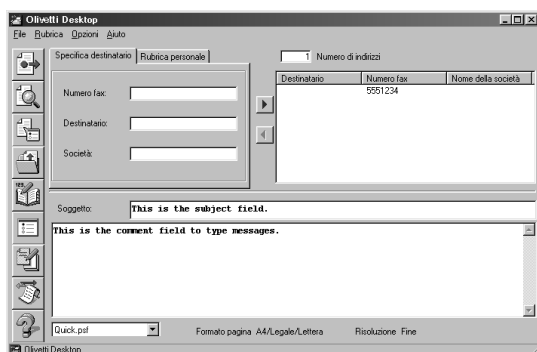 Olivetti Desktop
File Rubrica Opzioni Aiuto
Specifica destinatario Rubrica personale
1 Numero di indirizzi
Destinatario Numero fax Nome della società
5551234
Numero fax:
Destinatario:
Società:
123..
Soggetto: This is the subject field.
This is the comment field to type messages.
Quick.psf Formato pagina A4/Legale/Lettera Risoluzione Fine
Olivetti Desktop